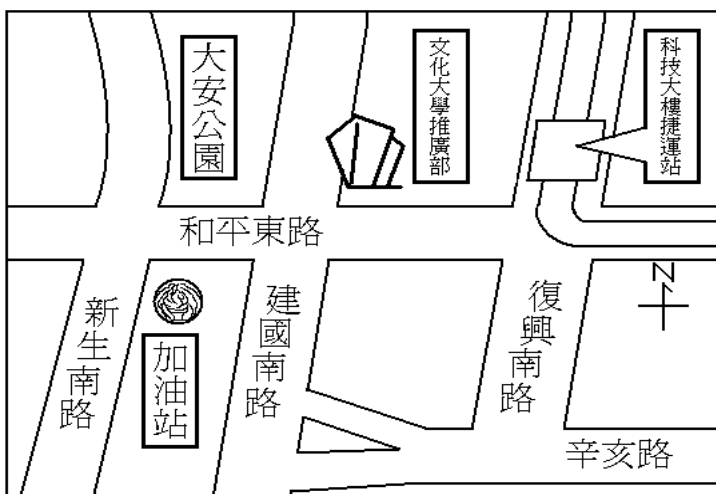 大安公園
文化大學推廣部
科技大樓捷運站
和平東路
新生南路
加油站
建國南路
復興南路
N
辛亥路